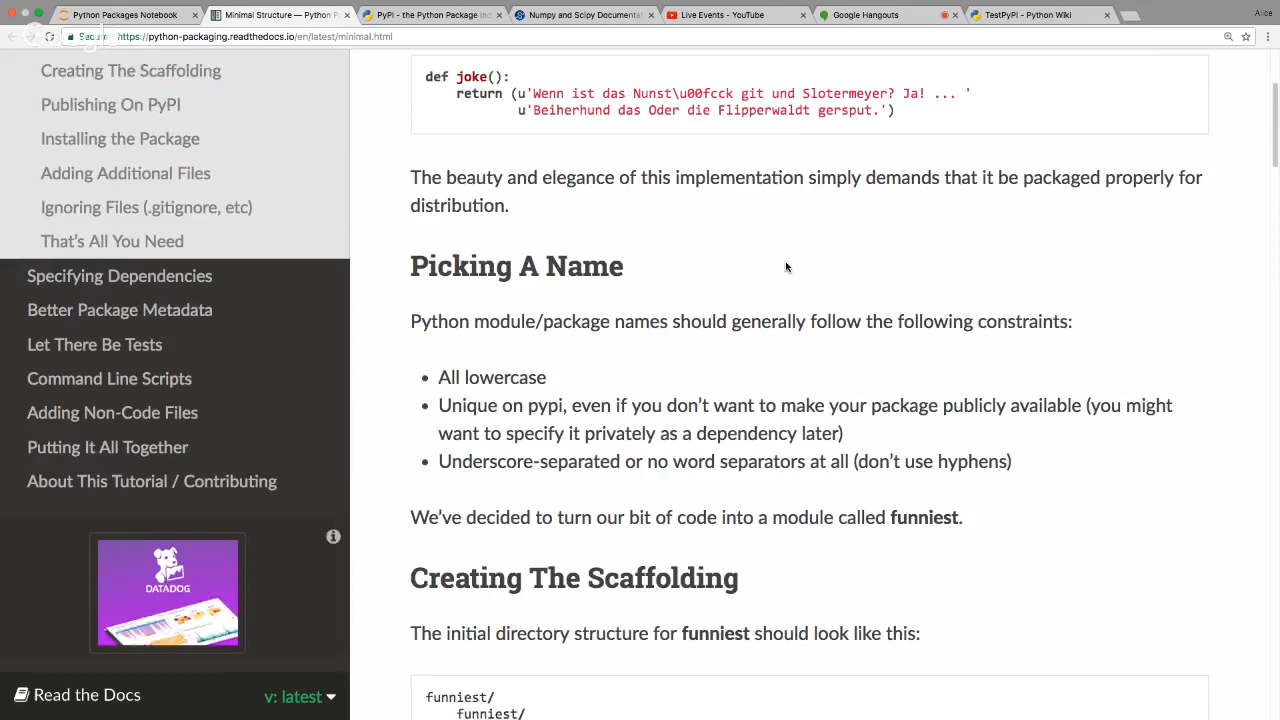 Python Packages Notebook
Minimal Structure — Python P
PyPI - the Python Package In
Numpy and Scipy Documenta
Live Events - YouTube
Google Hangouts
TestPyPI - Python Wiki
Alice
Secure https://python-packaging.readthedocs.io/en/latest/minimal.html
Creating The Scaffolding
Publishing On PyPI
Installing the Package
Adding Additional Files
Ignoring Files (.gitignore, etc)
That's All You Need
Specifying Dependencies
Better Package Metadata
Let There Be Tests
Command Line Scripts
Adding Non-Code Files
Putting It All Together
About This Tutorial / Contributing
DATADOG
Read the Docs
v: latest
def joke():
return (u'Wenn ist das Nunst\u00fcck git und Slotermeyer? Ja! ... '
u'Beiherhund das Oder die Flipperwaldt gersput.')
The beauty and elegance of this implementation simply demands that it be packaged properly for
distribution.
Picking A Name
Python module/package names should generally follow the following constraints:
• All lowercase
• Unique on pypi, even if you don't want to make your package publicly available (you might
want to specify it privately as a dependency later)
• Underscore-separated or no word separators at all (don't use hyphens)
We've decided to turn our bit of code into a module called funniest.
Creating The Scaffolding
The initial directory structure for funniest should look like this:
funniest/
funniest/